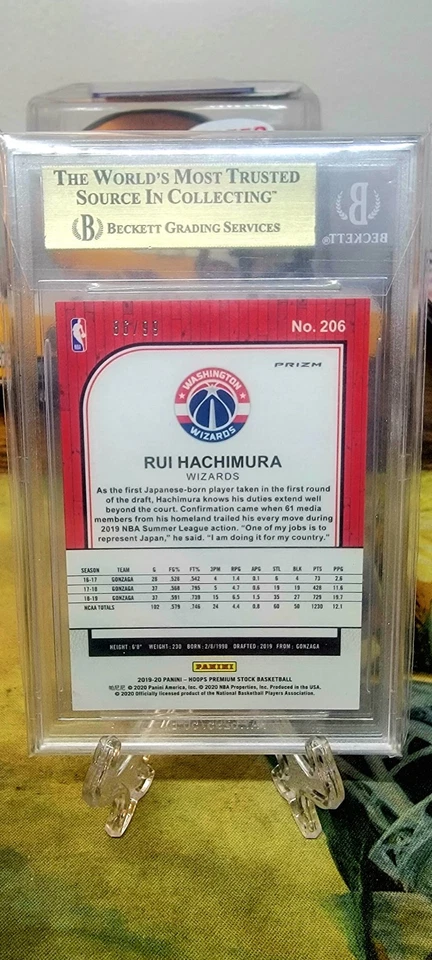 THE WORLD'S MOST TRUSTED
SOURCE IN COLLECTING™
B BECKETT GRADING SERVICES
BECKETT®
No. 206
PRIZM
WASHINGTON
WIZARDS
RUI HACHIMURA
WIZARDS
As the first Japanese-born player taken in the first round
of the draft, Hachimura knows his duties extend well
beyond the court. Confirmation came when 61 media
members from his homeland trailed his every move during
2019 NBA Summer League action. “One of my jobs is to
represent Japan,” he said. “I am doing it for my country.”
SEASON TEAM G FG% FT% 3PM RPG APG STL BLK PTS PPG
16-17 GONZAGA 28 .528 .542 4 1.4 0.1 6 4 73 2.6
17-18 GONZAGA 37 .568 .795 5 4.7 0.6 19 19 428 11.6
18-19 GONZAGA 37 .591 .739 15 6.5 1.5 35 27 729 19.7
NCAA TOTALS 102 .579 .746 24 4.4 0.8 60 50 1230 12.1
HEIGHT: 6'8" WEIGHT: 230 BORN: 2/8/1998 DRAFTED: 2019 FROM: GONZAGA
PANINI
2019-20 PANINI – HOOPS PREMIUM STOCK BASKETBALL
帕尼尼 © 2020 Panini America, Inc. © 2020 NBA Properties, Inc. Produced in the USA.
© 2020 Officially licensed product of the National Basketball Players Association.